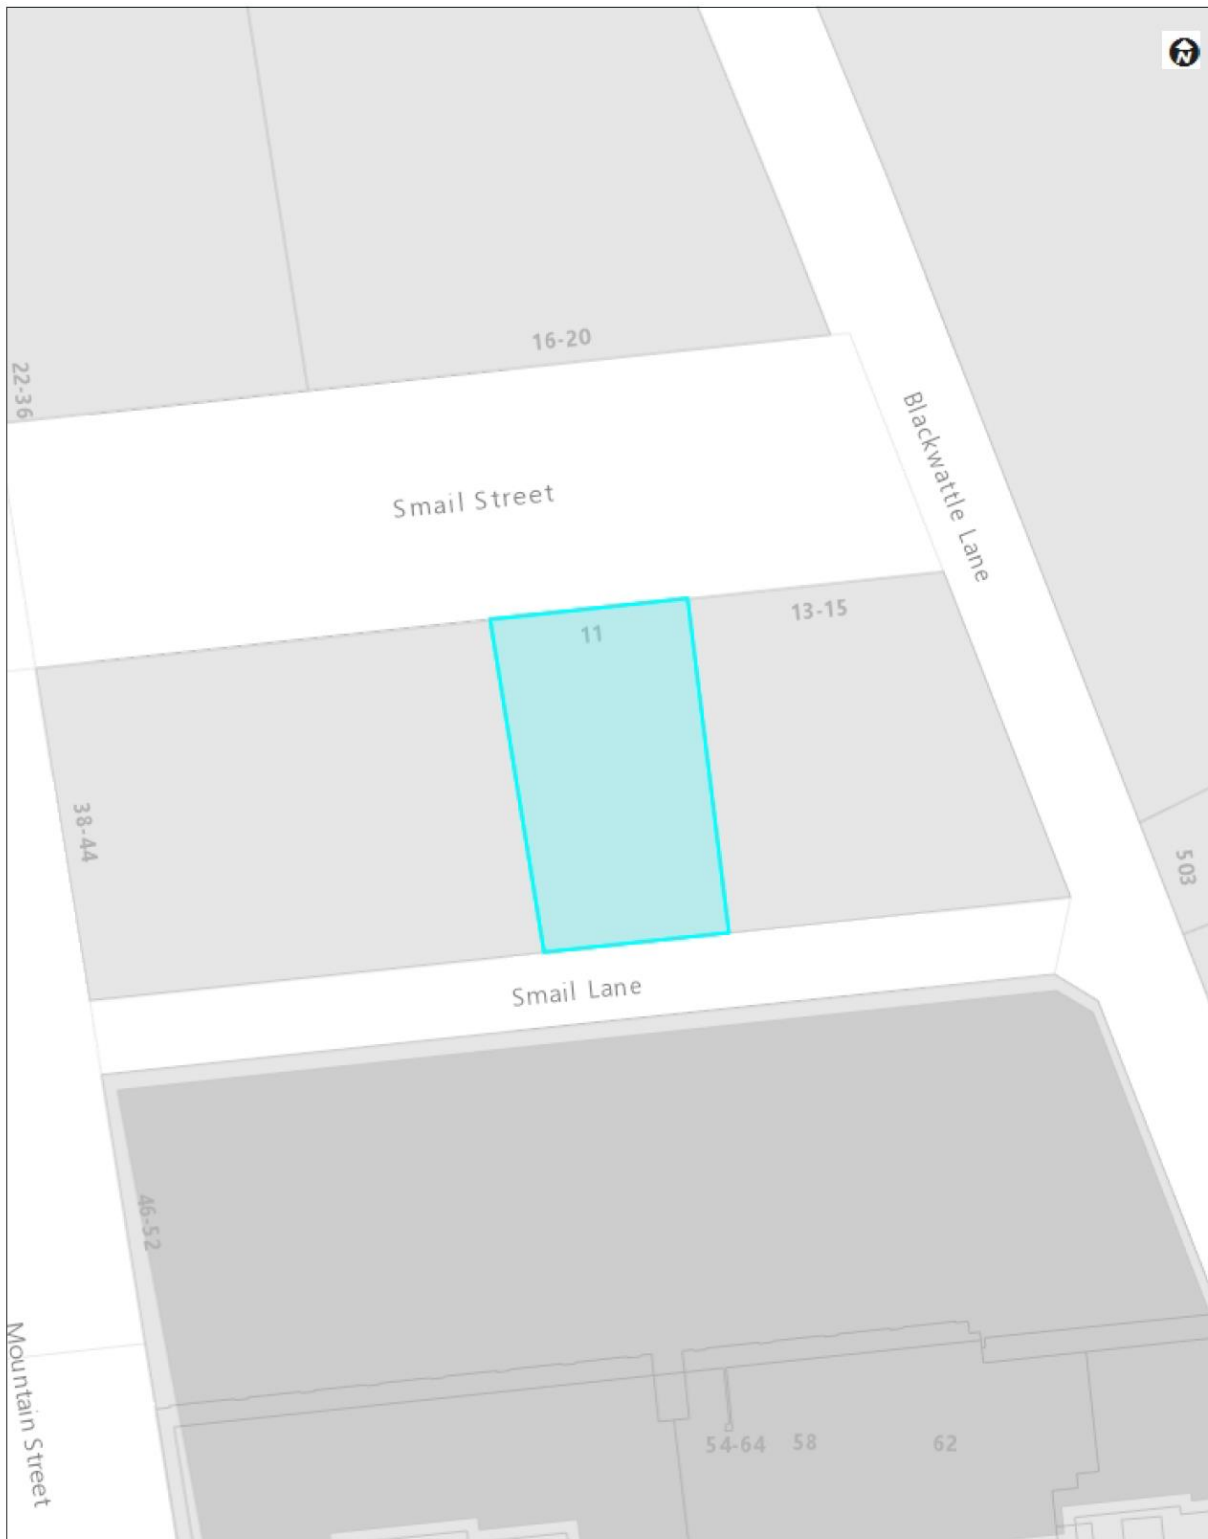 N
16-20
22-36
Blackwattle Lane
Smail Street
13-15
11
38-44
503
Smail Lane
46-52
Mountain Street
54-64
58
62